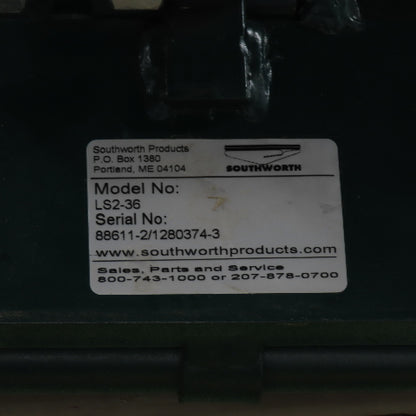 Southworth Products
P.O. Box 1380
Portland, ME 04104
SOUTHWORTH
Model No:
LS2-36
Serial No:
88611-2/1280374-3
www.southworthproducts.com
Sales, Parts and Service
800-743-1000 or 207-878-0700